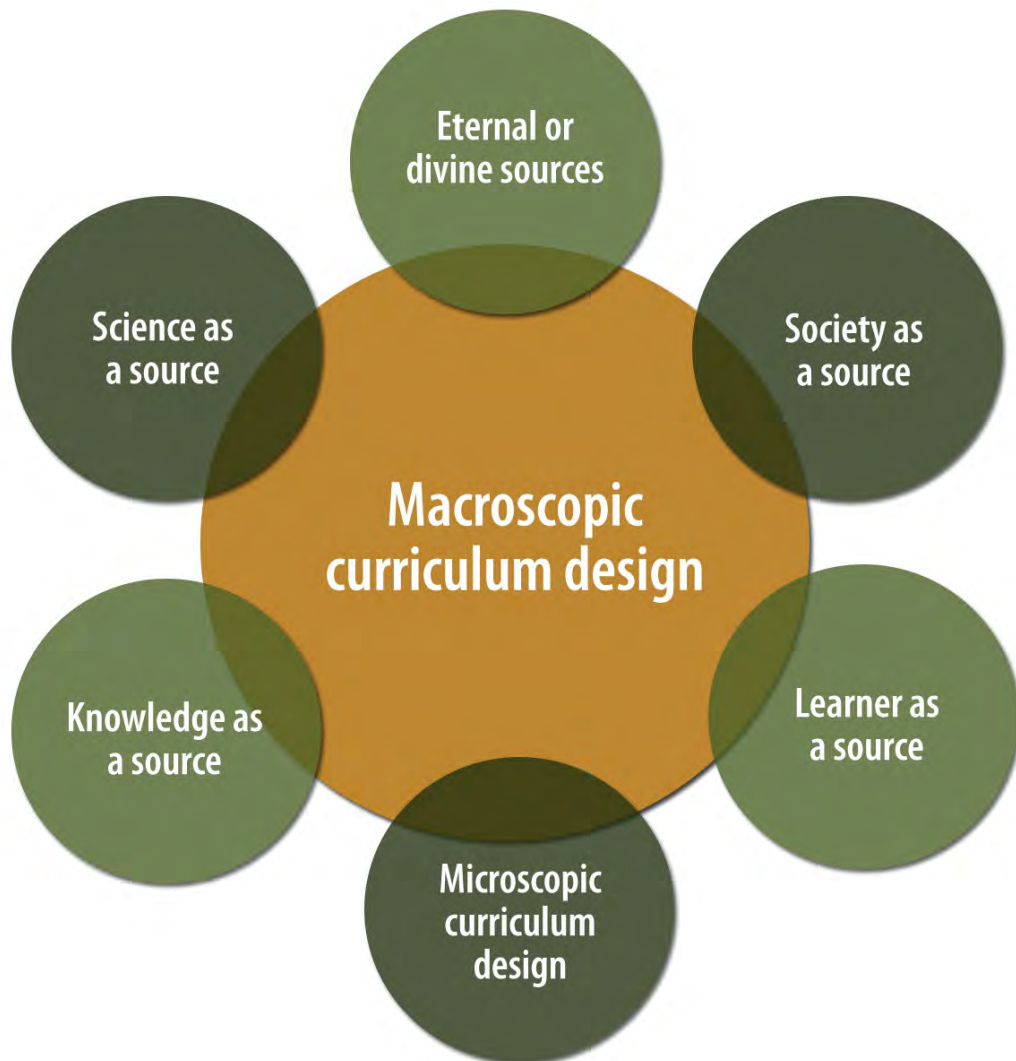 Eternal or
divine sources
Science as
a source
Society as
a source
Macroscopic
curriculum design
Knowledge as
a source
Learner as
a source
Microscopic
curriculum
design